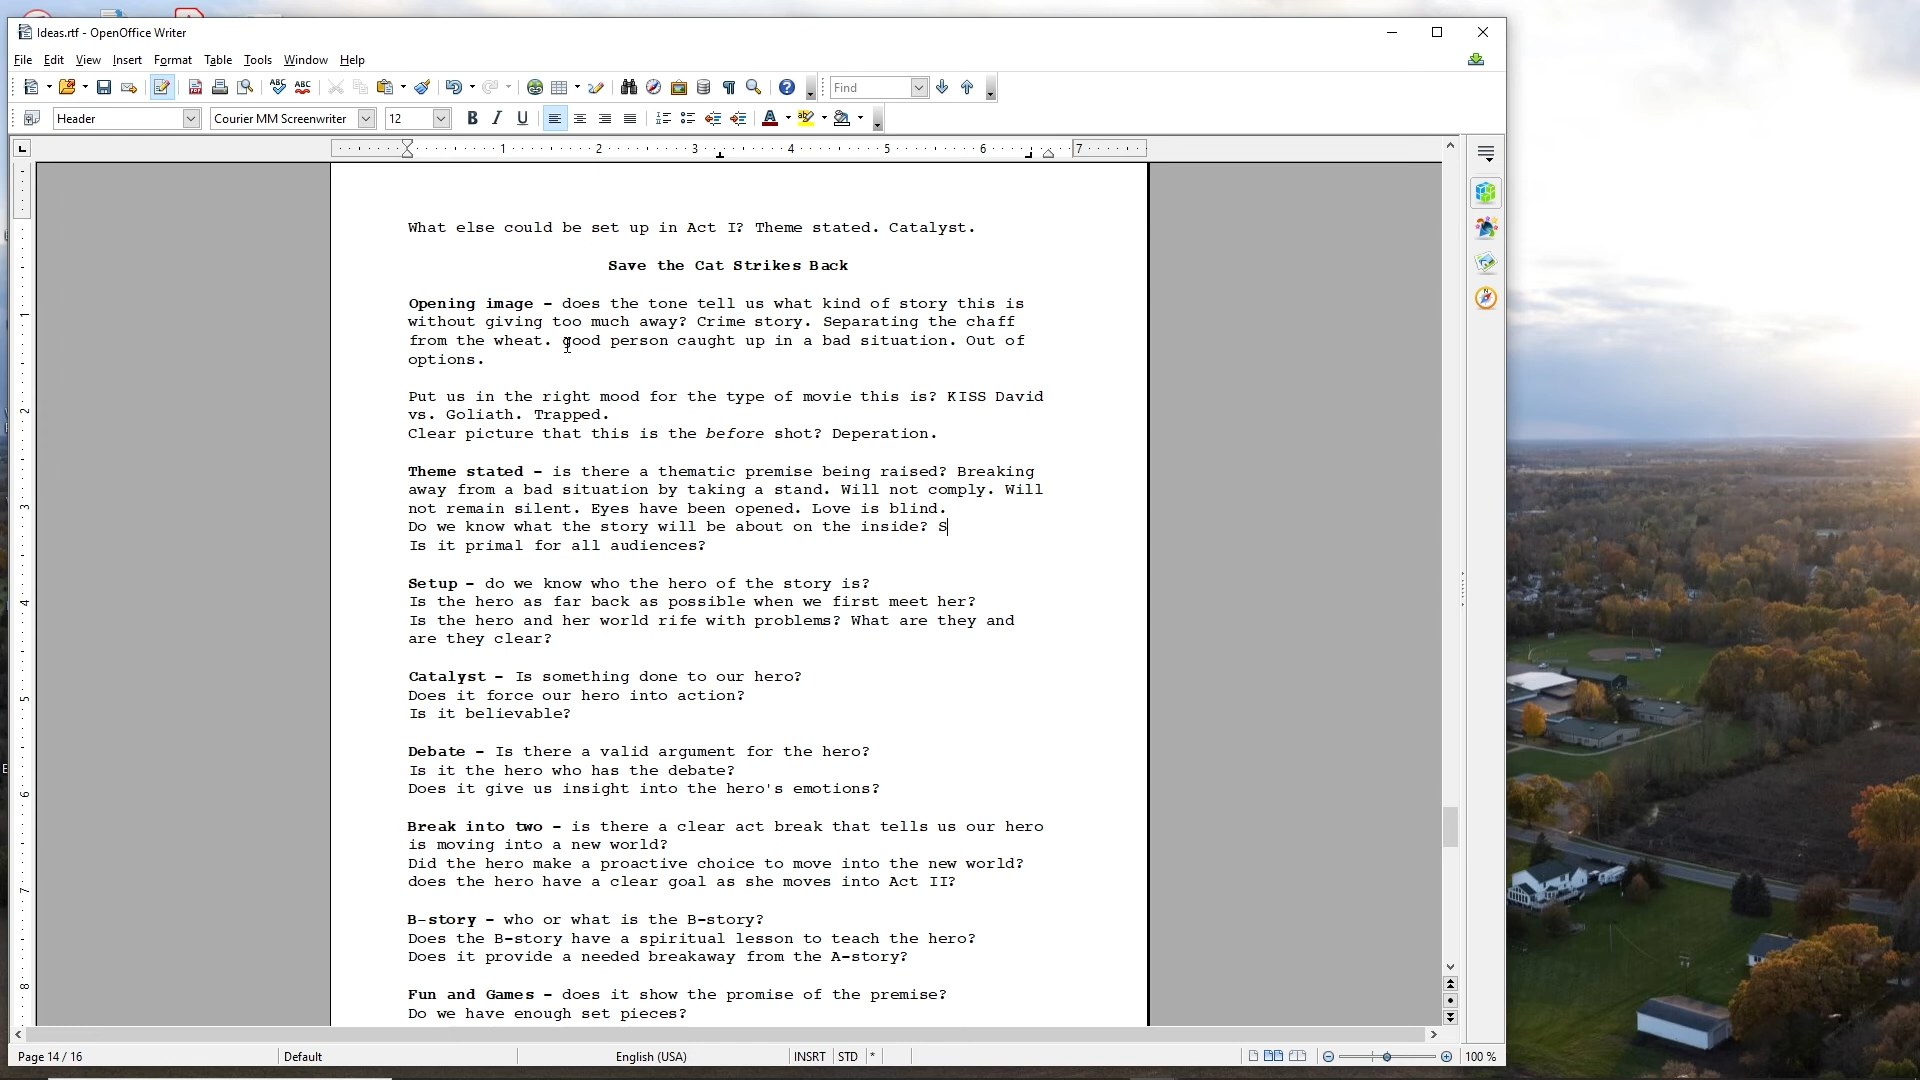 Ideas.rtf - OpenOffice Writer
File Edit View Insert Format Table Tools Window Help
Find
Header Courier MM Screenwriter 12
1 2 3 4 5 6 7
What else could be set up in Act I? Theme stated. Catalyst.
Save the Cat Strikes Back
Opening image - does the tone tell us what kind of story this is
without giving too much away? Crime story. Separating the chaff
from the wheat. good person caught up in a bad situation. Out of
options.
Put us in the right mood for the type of movie this is? KISS David
vs. Goliath. Trapped.
Clear picture that this is the before shot? Deperation.
Theme stated - is there a thematic premise being raised? Breaking
away from a bad situation by taking a stand. Will not comply. Will
not remain silent. Eyes have been opened. Love is blind.
Do we know what the story will be about on the inside? S
Is it primal for all audiences?
Setup - do we know who the hero of the story is?
Is the hero as far back as possible when we first meet her?
Is the hero and her world rife with problems? What are they and
are they clear?
Catalyst - Is something done to our hero?
Does it force our hero into action?
Is it believable?
Debate - Is there a valid argument for the hero?
Is it the hero who has the debate?
Does it give us insight into the hero's emotions?
Break into two - is there a clear act break that tells us our hero
is moving into a new world?
Did the hero make a proactive choice to move into the new world?
does the hero have a clear goal as she moves into Act II?
B-story - who or what is the B-story?
Does the B-story have a spiritual lesson to teach the hero?
Does it provide a needed breakaway from the A-story?
Fun and Games - does it show the promise of the premise?
Do we have enough set pieces?
Page 14 / 16 Default English (USA) INSRT STD * 100 %